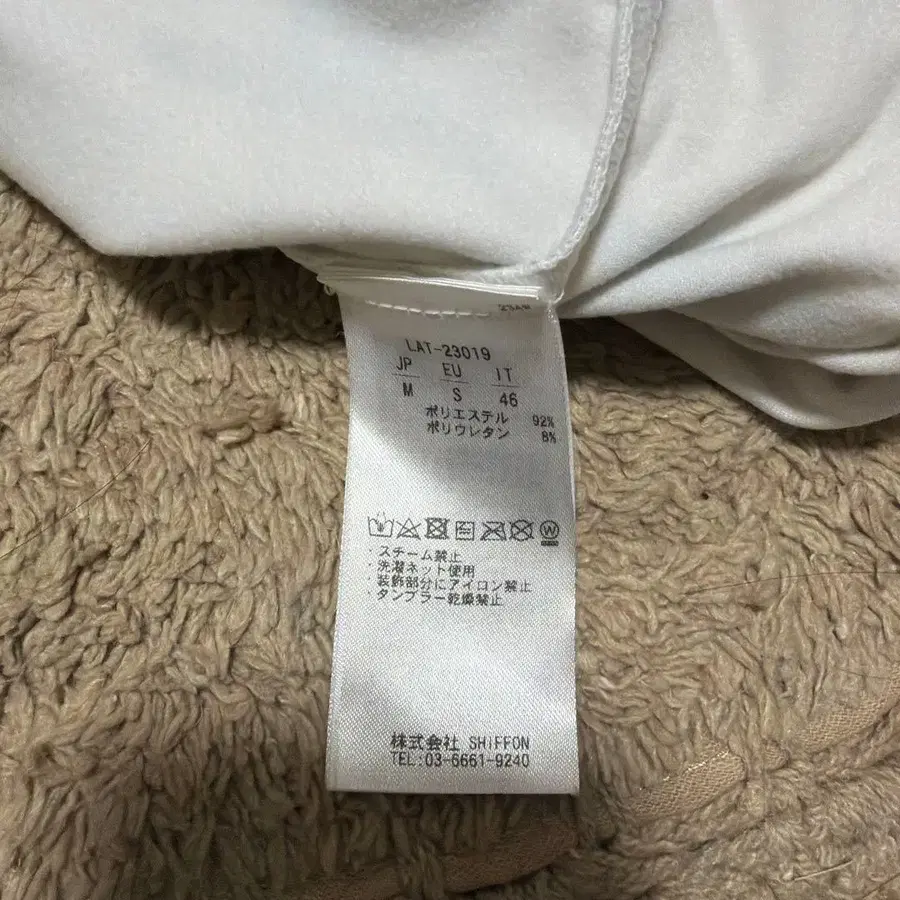 LAT-23019
JP EU IT
M S 46
ポリエステル 92%
ポリウレタン 8%
・スチーム禁止
・洗濯ネット使用
・装飾部分にアイロン禁止
・タンブラー乾燥禁止
株式会社 SHIFFON
TEL:03-6661-9240